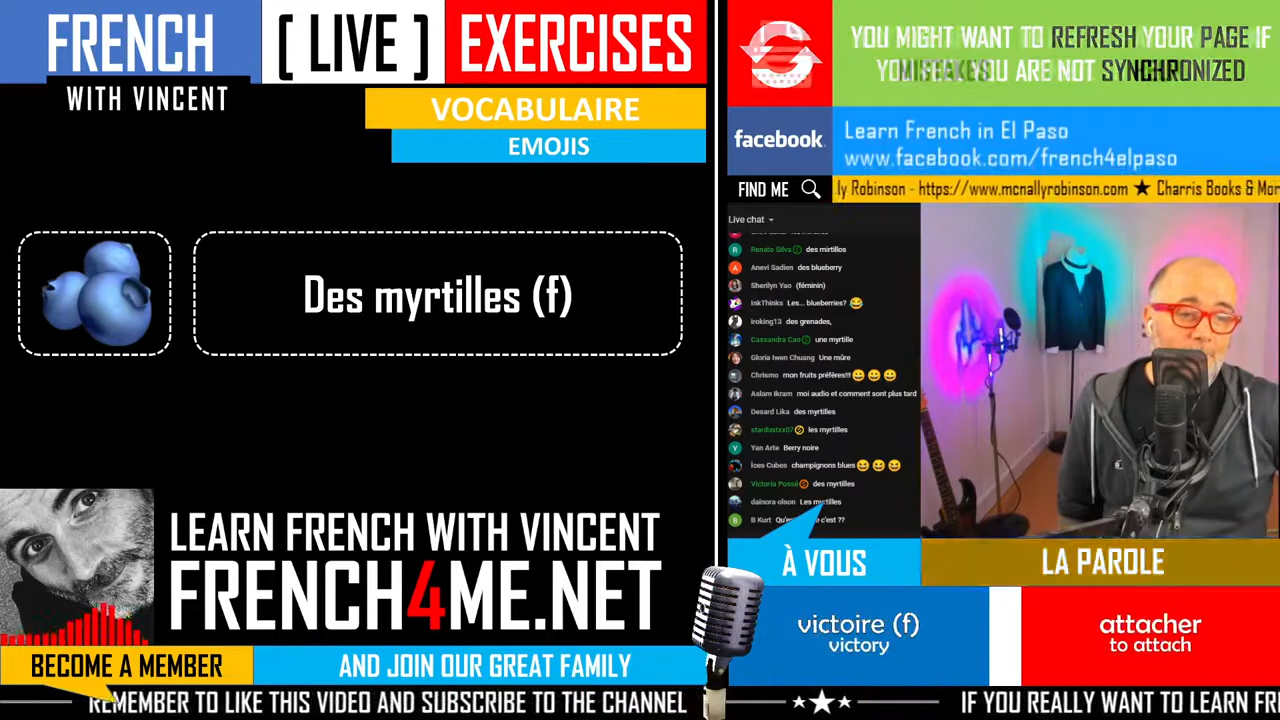 FRENCH
WITH VINCENT
[ LIVE ]
EXERCISES
VOCABULAIRE
EMOJIS
Des myrtilles (f)
LEARN FRENCH WITH VINCENT
FRENCH4ME.NET
BECOME A MEMBER
AND JOIN OUR GREAT FAMILY
REMEMBER TO LIKE THIS VIDEO AND SUBSCRIBE TO THE CHANNEL
YOU MIGHT WANT TO REFRESH YOUR PAGE IF
YOU ARE NOT SYNCHRONIZED
facebook
Learn French in El Paso
www.facebook.com/french4elpaso
FIND ME
ly Robinson - https://www.mcnallyrobinson.com ★ Charris Books & Mor
Live chat
Renato Silva des mirtillos
Anevi Sadien des blueberry
Sherilyn Yao (féminin)
InkThinks Les... blueberries? 😂
iroking13 des grenades,
Cassandra Cao une myrtille
Gloria Iwen Chuang Une mûre
Chrismo mon fruits préfères!!! 😀 😀 😀
Aslam Ikram moi audio et comment sont plus tard
Desard Lika des myrtilles
stardustxx07 les myrtilles
Yan Arte Berry noire
İces Cubes champignons blues 😆 😆 😆
Victoria Possé des myrtilles
dainora olson Les myrtilles
B Kurt c'est ??
À VOUS
LA PAROLE
victoire (f)
victory
attacher
to attach
IF YOU REALLY WANT TO LEARN FR